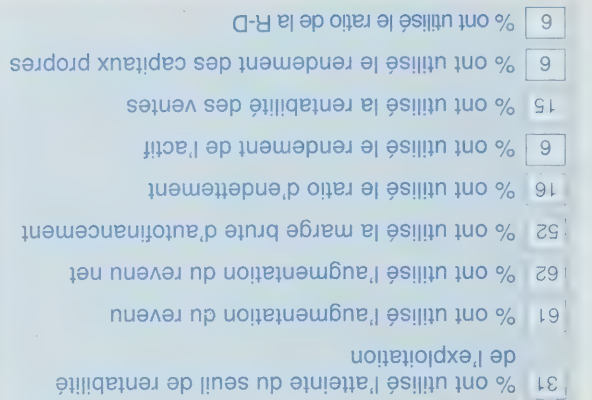 31 % ont utilisé l'atteinte du seuil de rentabilité
de l'exploitation
61 % ont utilisé l'augmentation du revenu
62 % ont utilisé l'augmentation du revenu net
52 % ont utilisé la marge brute d'autofinancement
16 % ont utilisé le ratio d'endettement
6 % ont utilisé le rendement de l'actif
15 % ont utilisé la rentabilité des ventes
6 % ont utilisé le rendement des capitaux propres
6 % ont utilisé le ratio de la R-D